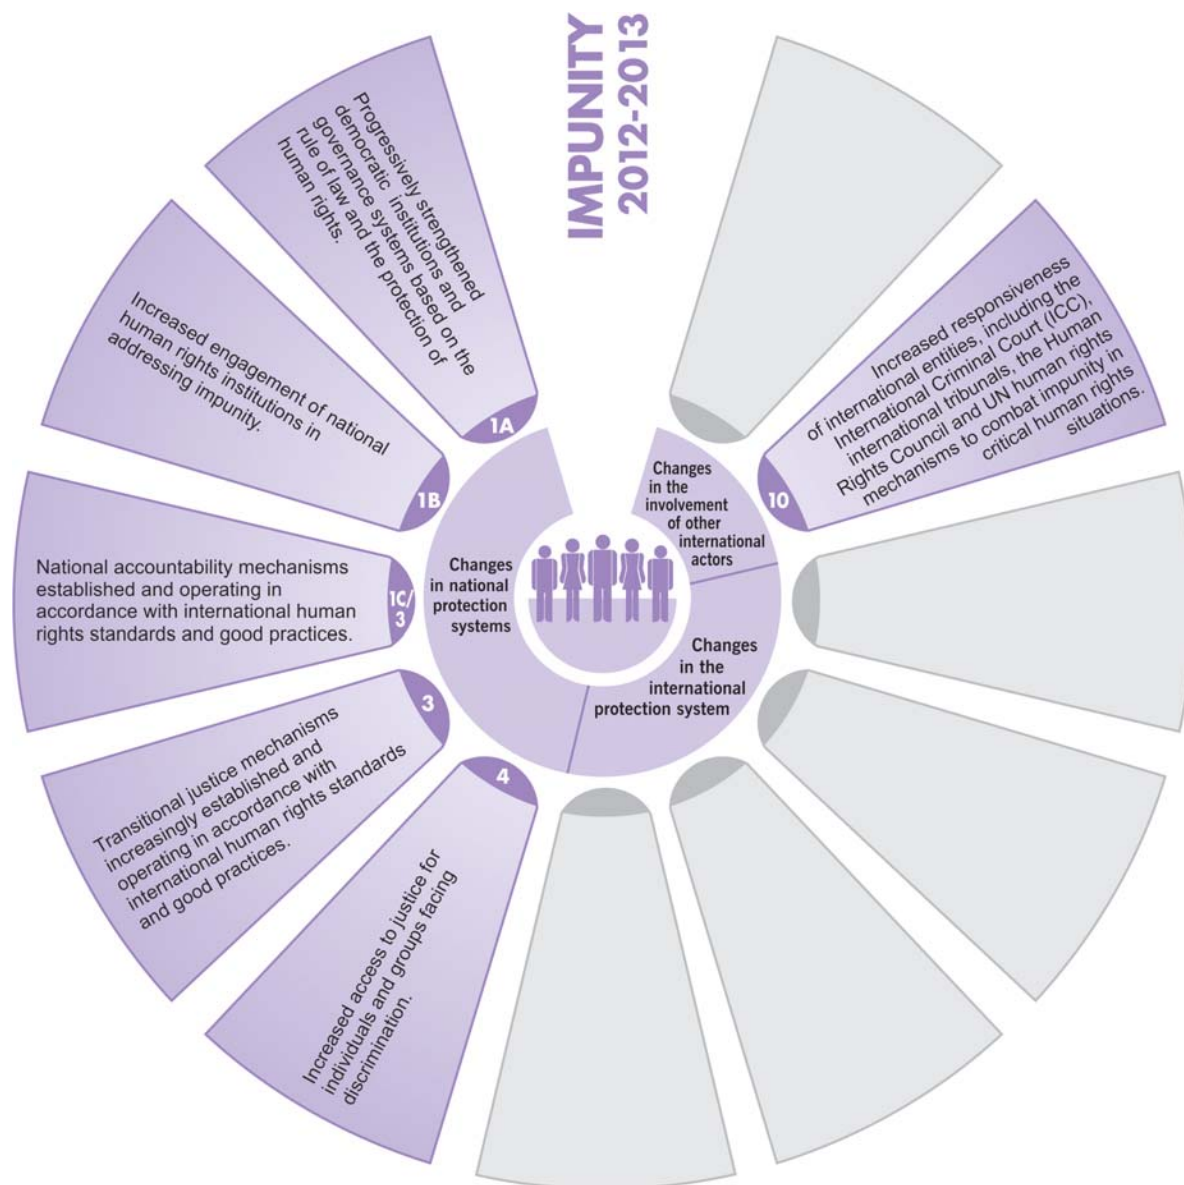 IMPUNITY
2012-2013
Progressively strengthened
democratic institutions and
governance systems based on the
rule of law and the protection of
human rights.
1A
Increased engagement of national
human rights institutions in
addressing impunity.
1B
National accountability mechanisms
established and operating in
accordance with international human
rights standards and good practices.
1C/
3
Transitional justice mechanisms
increasingly established and
operating in accordance with
international human rights standards
and good practices.
3
Increased access to justice for
individuals and groups facing
discrimination.
4
Increased responsiveness
of international entities, including the
International Criminal Court (ICC),
international tribunals, the Human
Rights Council and UN human rights
mechanisms to combat impunity in
critical human rights
situations.
10
Changes
in national
protection
systems
Changes
in the
involvement
of other
international
actors
Changes
in the
international
protection system